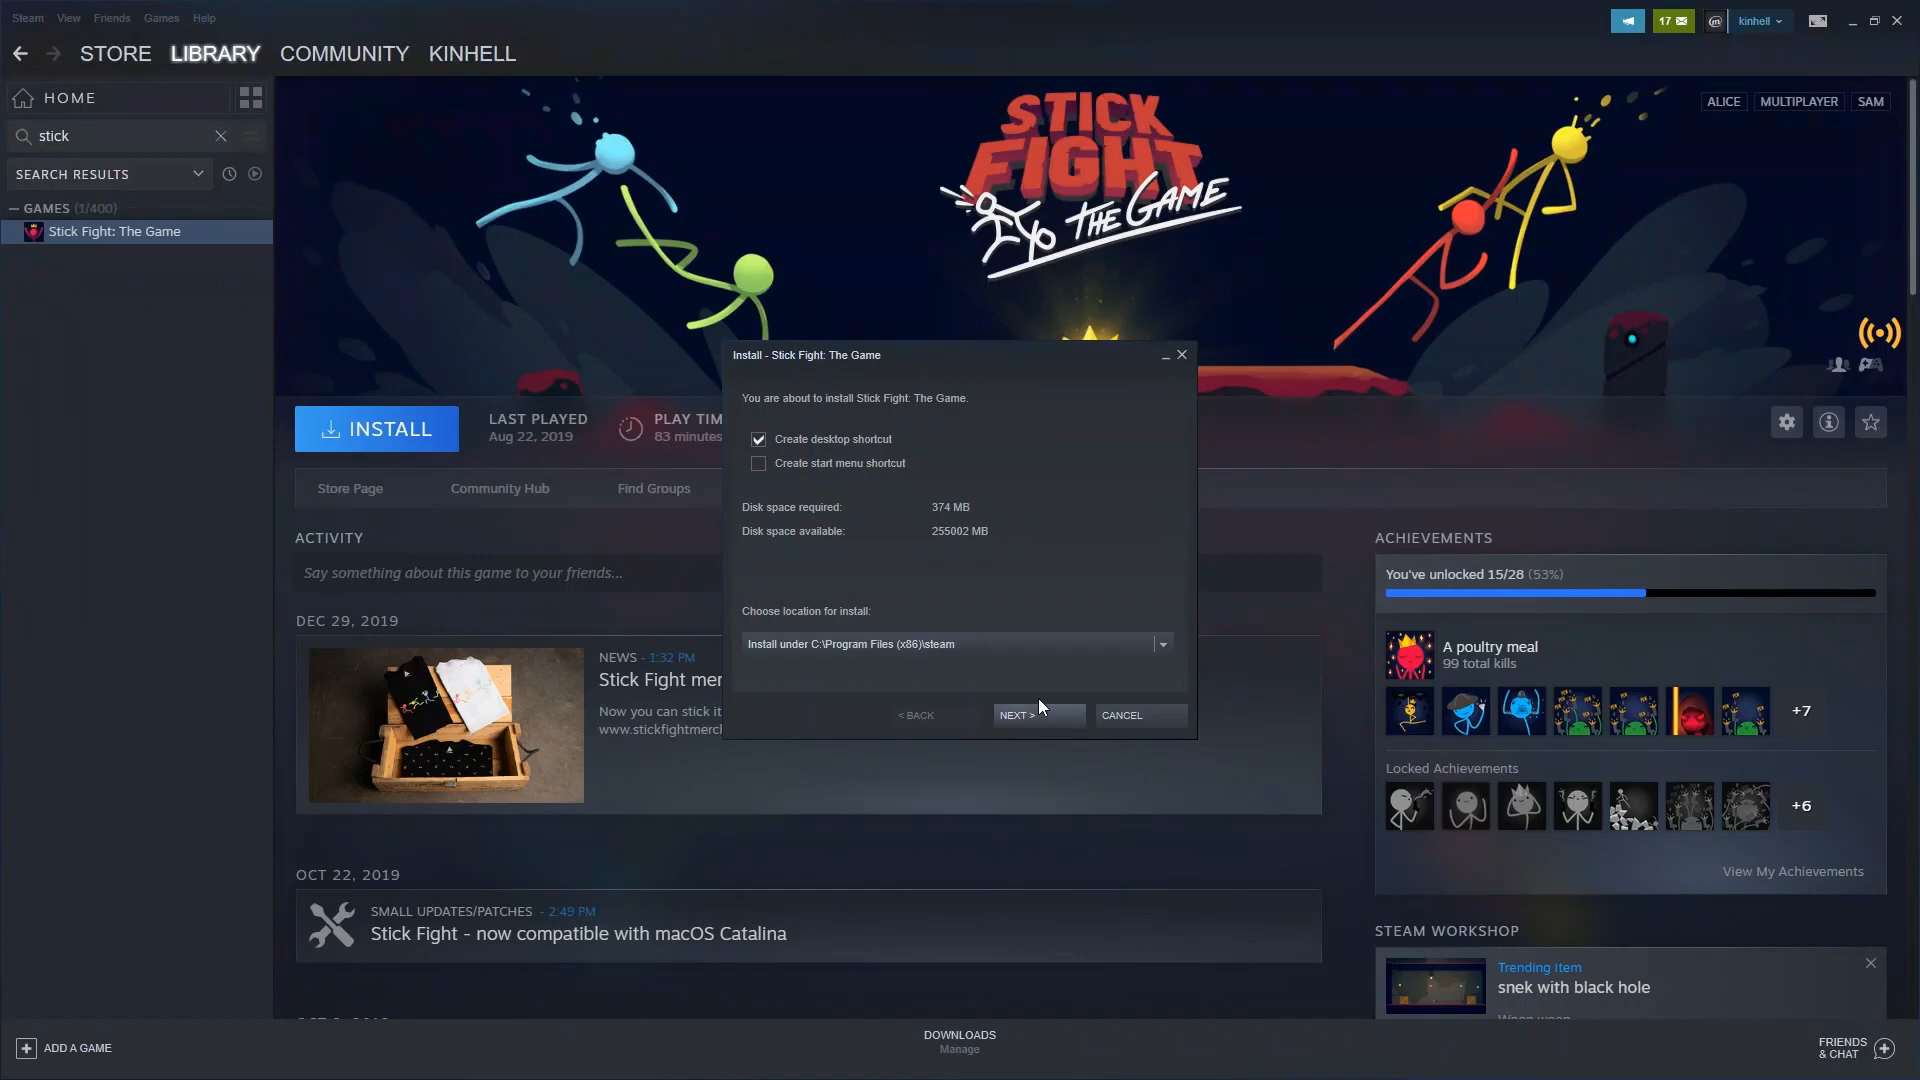 Steam View Friends Games Help
17
kinhell
STORE LIBRARY COMMUNITY KINHELL
HOME
stick
SEARCH RESULTS
GAMES (1/400)
Stick Fight: The Game
STICK
FIGHT
THE GAME
ALICE MULTIPLAYER SAM
INSTALL
LAST PLAYED
Aug 22, 2019
PLAY TIM
83 minutes
Store Page Community Hub Find Groups
ACTIVITY
Say something about this game to your friends...
DEC 29, 2019
NEWS - 1:32 PM
Stick Fight mer
Now you can stick it
www.stickfightmerch
OCT 22, 2019
SMALL UPDATES/PATCHES - 2:49 PM
Stick Fight - now compatible with macOS Catalina
Install - Stick Fight: The Game
You are about to install Stick Fight: The Game.
Create desktop shortcut
Create start menu shortcut
Disk space required: 374 MB
Disk space available: 255002 MB
Choose location for install:
Install under C:\Program Files (x86)\steam
< BACK NEXT > CANCEL
ACHIEVEMENTS
You've unlocked 15/28 (53%)
A poultry meal
99 total kills
+7
Locked Achievements
+6
View My Achievements
STEAM WORKSHOP
Trending Item
snek with black hole
ADD A GAME
DOWNLOADS
Manage
FRIENDS
& CHAT